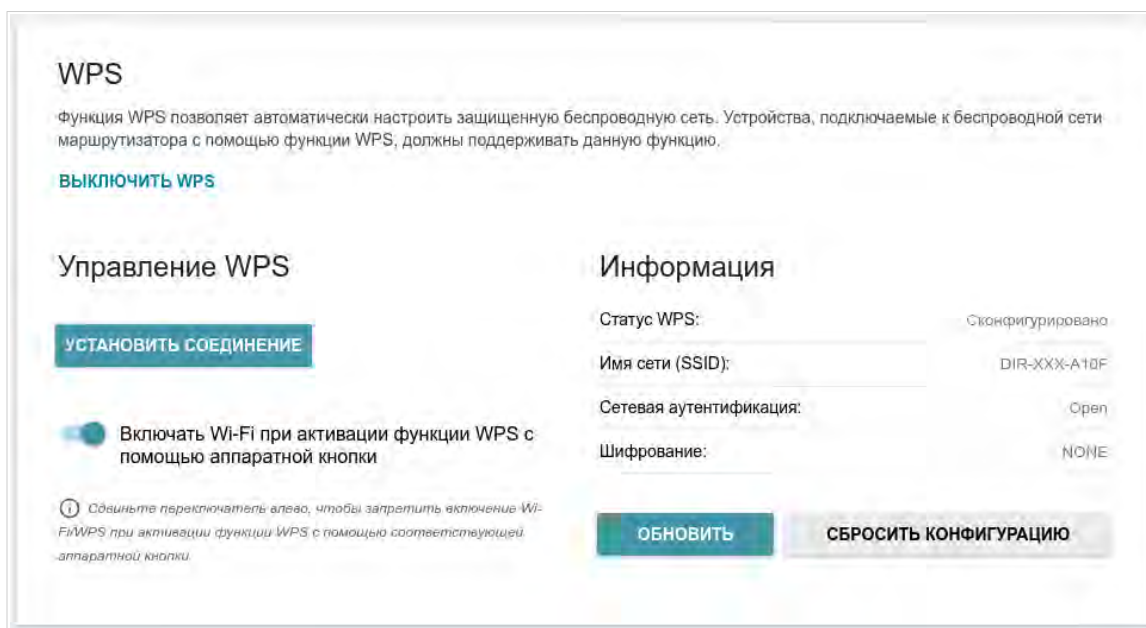 WPS
Функция WPS позволяет автоматически настроить защищенную беспроводную сеть. Устройства, подключаемые к беспроводной сети
маршрутизатора с помощью функции WPS, должны поддерживать данную функцию.
ВЫКЛЮЧИТЬ WPS
Управление WPS
УСТАНОВИТЬ СОЕДИНЕНИЕ
Включать Wi-Fi при активации функции WPS с
помощью аппаратной кнопки
Сдвиньте переключатель влево, чтобы запретить включение Wi-
Fi/WPS при активации функции WPS с помощью соответствующей
аппаратной кнопки
Информация
Статус WPS: Сконфигурировано
Имя сети (SSID): DIR-XXX-A10F
Сетевая аутентификация: Open
Шифрование: NONE
ОБНОВИТЬ СБРОСИТЬ КОНФИГУРАЦИЮ